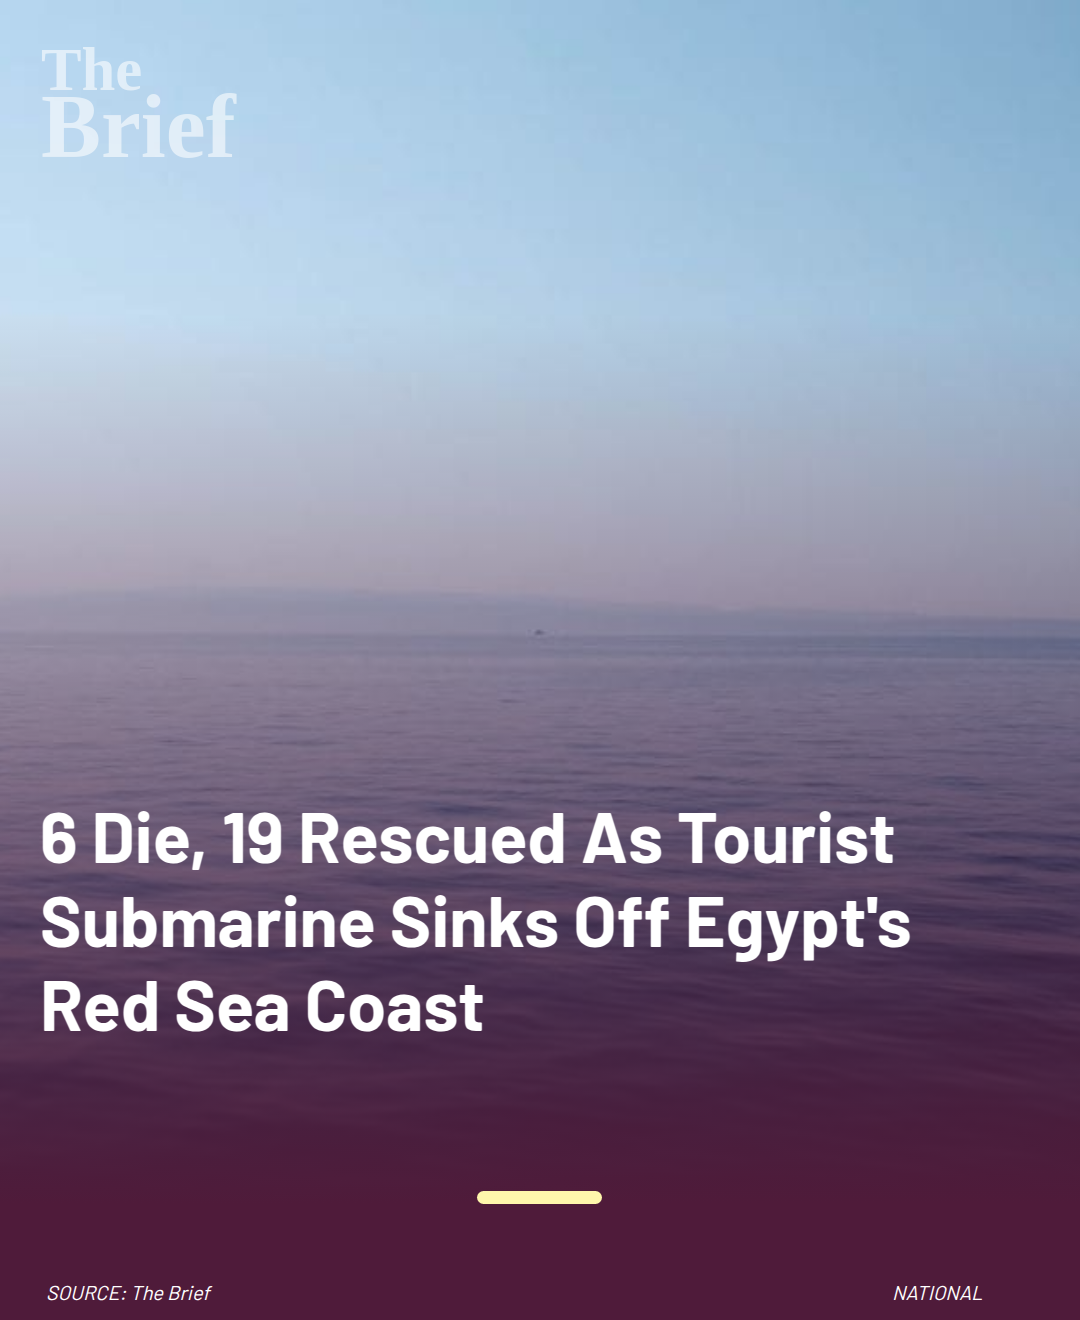 The
Brief
6 Die, 19 Rescued As Tourist
Submarine Sinks Off Egypt's
Red Sea Coast
SOURCE: The Brief
NATIONAL